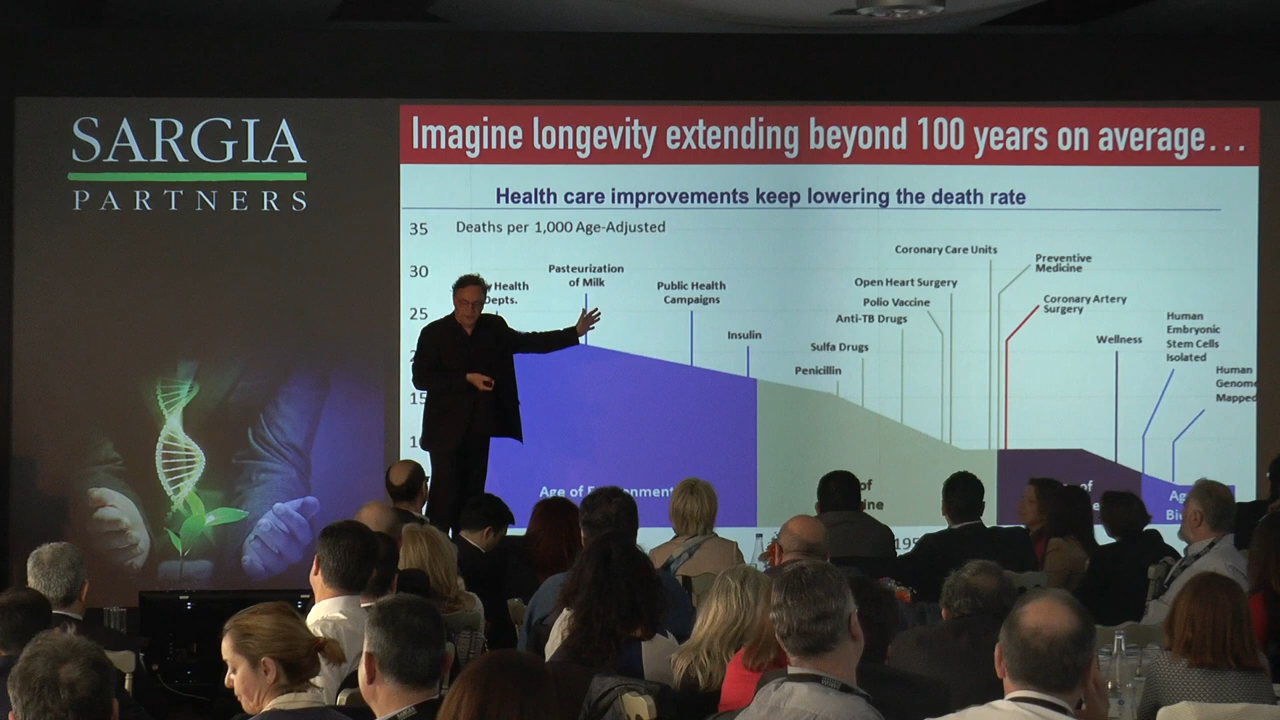 SARGIA
PARTNERS
Imagine longevity extending beyond 100 years on average...
Health care improvements keep lowering the death rate
Deaths per 1,000 Age-Adjusted
35
30
25
15
Health
Depts.
Pasteurization
of Milk
Public Health
Campaigns
Insulin
Penicillin
Sulfa Drugs
Anti-TB Drugs
Polio Vaccine
Open Heart Surgery
Coronary Care Units
Preventive
Medicine
Coronary Artery
Surgery
Wellness
Human
Embryonic
Stem Cells
Isolated
Human
Genome
Mapped
Age of
of
of